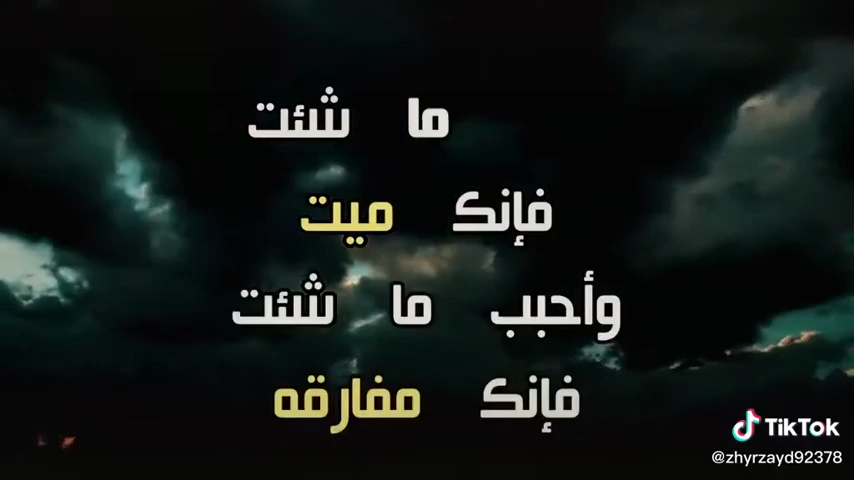 ما شئت
فإنك ميت
وأحبب ما شئت
فإنك مفارقه
TikTok
@zhyrzayd92378